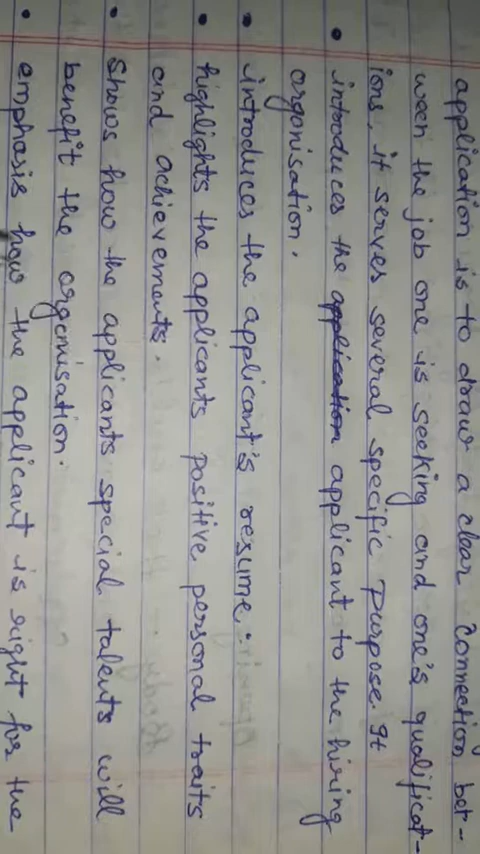 application is to draw a clear connection bet-
ween the job one is seeking and one's qualificat-
ions, it serves several specific purpose. It
• introduces the application applicant to the hiring
orgonisation.
• introduces the applicant's resume.
• highlights the applicants positive personal traits
and achievements.
• shows how the applicants special talents will
benefit the orgonisation.
• emphasis how the applicant is right for the